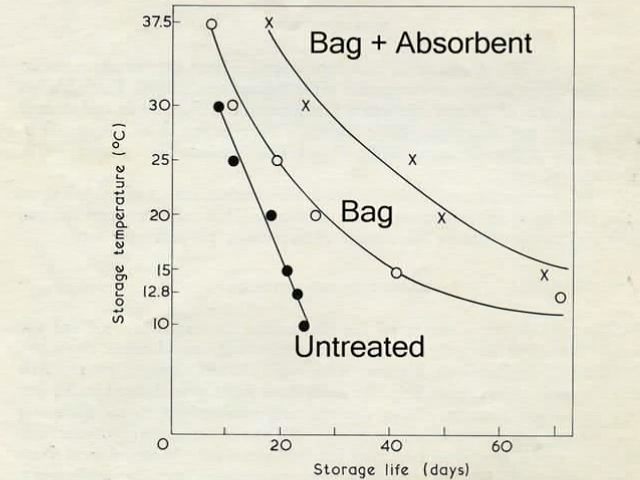 37.5
Bag + Absorbent
30
25
20
Bag
15
12.8
10
Untreated
Storage temperature (°C)
0 20 40 60
Storage life (days)